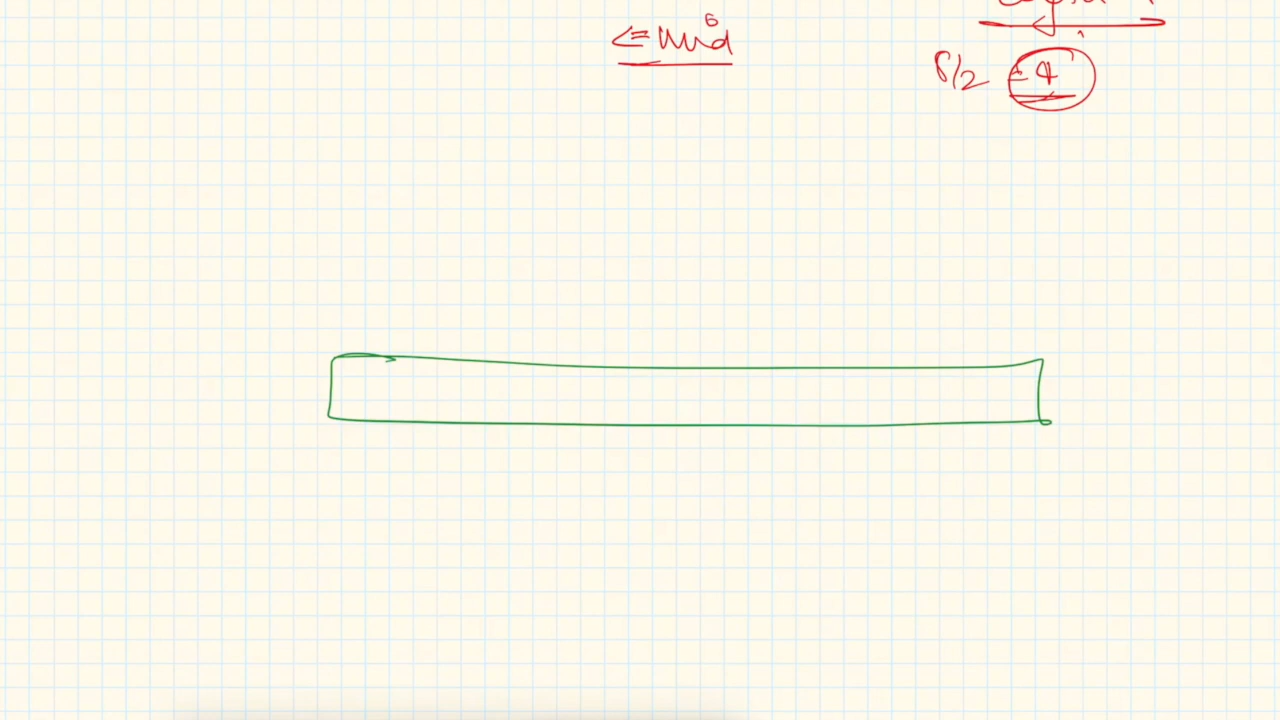 <= mid
8/2 = 4